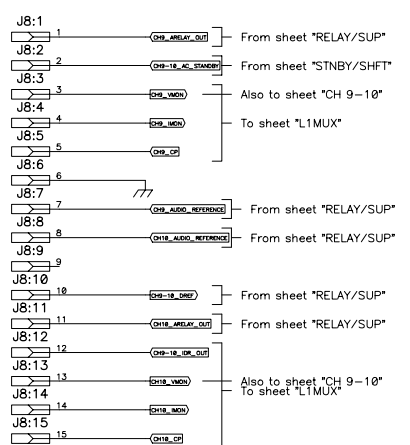 J8:1
1 CH9_ARELAY_OUT From sheet "RELAY/SUP"
J8:2
2 CH9-10_AC_STANDBY From sheet "STNBY/SHFT"
J8:3
3 CH9_VMON Also to sheet "CH 9-10"
J8:4
4 CH9_IMON To sheet "L1MUX"
J8:5
5 CH9_CP
J8:6
6
J8:7
7 CH9_AUDIO_REFERENCE From sheet "RELAY/SUP"
J8:8
8 CH10_AUDIO_REFERENCE From sheet "RELAY/SUP"
J8:9
9
J8:10
10 CH9-10_DREF From sheet "RELAY/SUP"
J8:11
11 CH10_ARELAY_OUT From sheet "RELAY/SUP"
J8:12
12 CH9-10_IDR_OUT
J8:13
13 CH10_VMON Also to sheet "CH 9-10"
To sheet "L1MUX"
J8:14
14 CH10_IMON
J8:15
15 CH10_CP